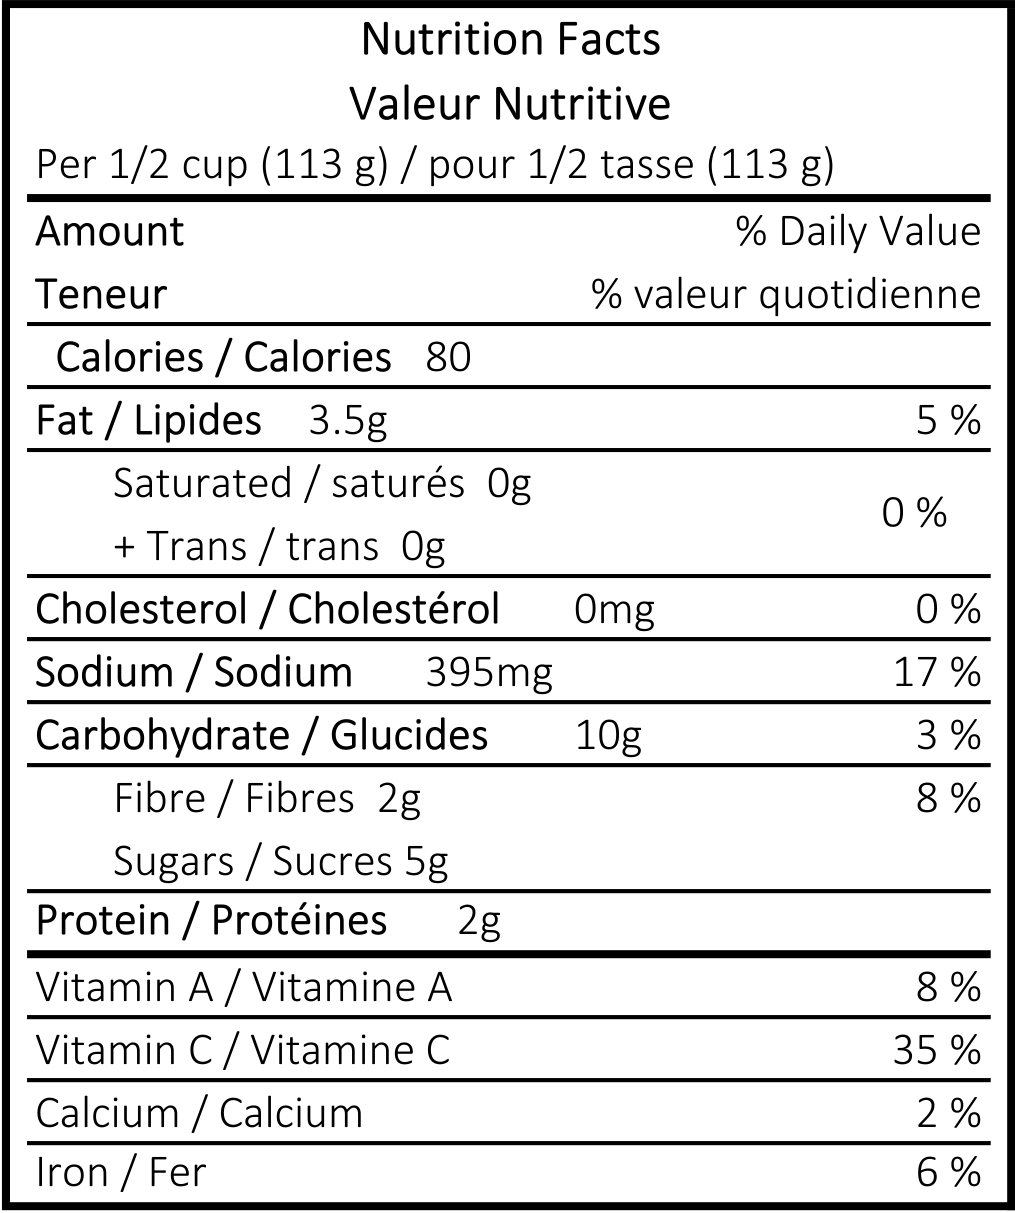 Nutrition Facts
Valeur Nutritive
Per 1/2 cup (113 g) / pour 1/2 tasse (113 g)
Amount % Daily Value
Teneur % valeur quotidienne
Calories / Calories 80
Fat / Lipides 3.5g 5 %
Saturated / saturés 0g
0 %
+ Trans / trans 0g
Cholesterol / Cholestérol 0mg 0 %
Sodium / Sodium 395mg 17 %
Carbohydrate / Glucides 10g 3 %
Fibre / Fibres 2g 8 %
Sugars / Sucres 5g
Protein / Protéines 2g
Vitamin A / Vitamine A 8 %
Vitamin C / Vitamine C 35 %
Calcium / Calcium 2 %
Iron / Fer 6 %